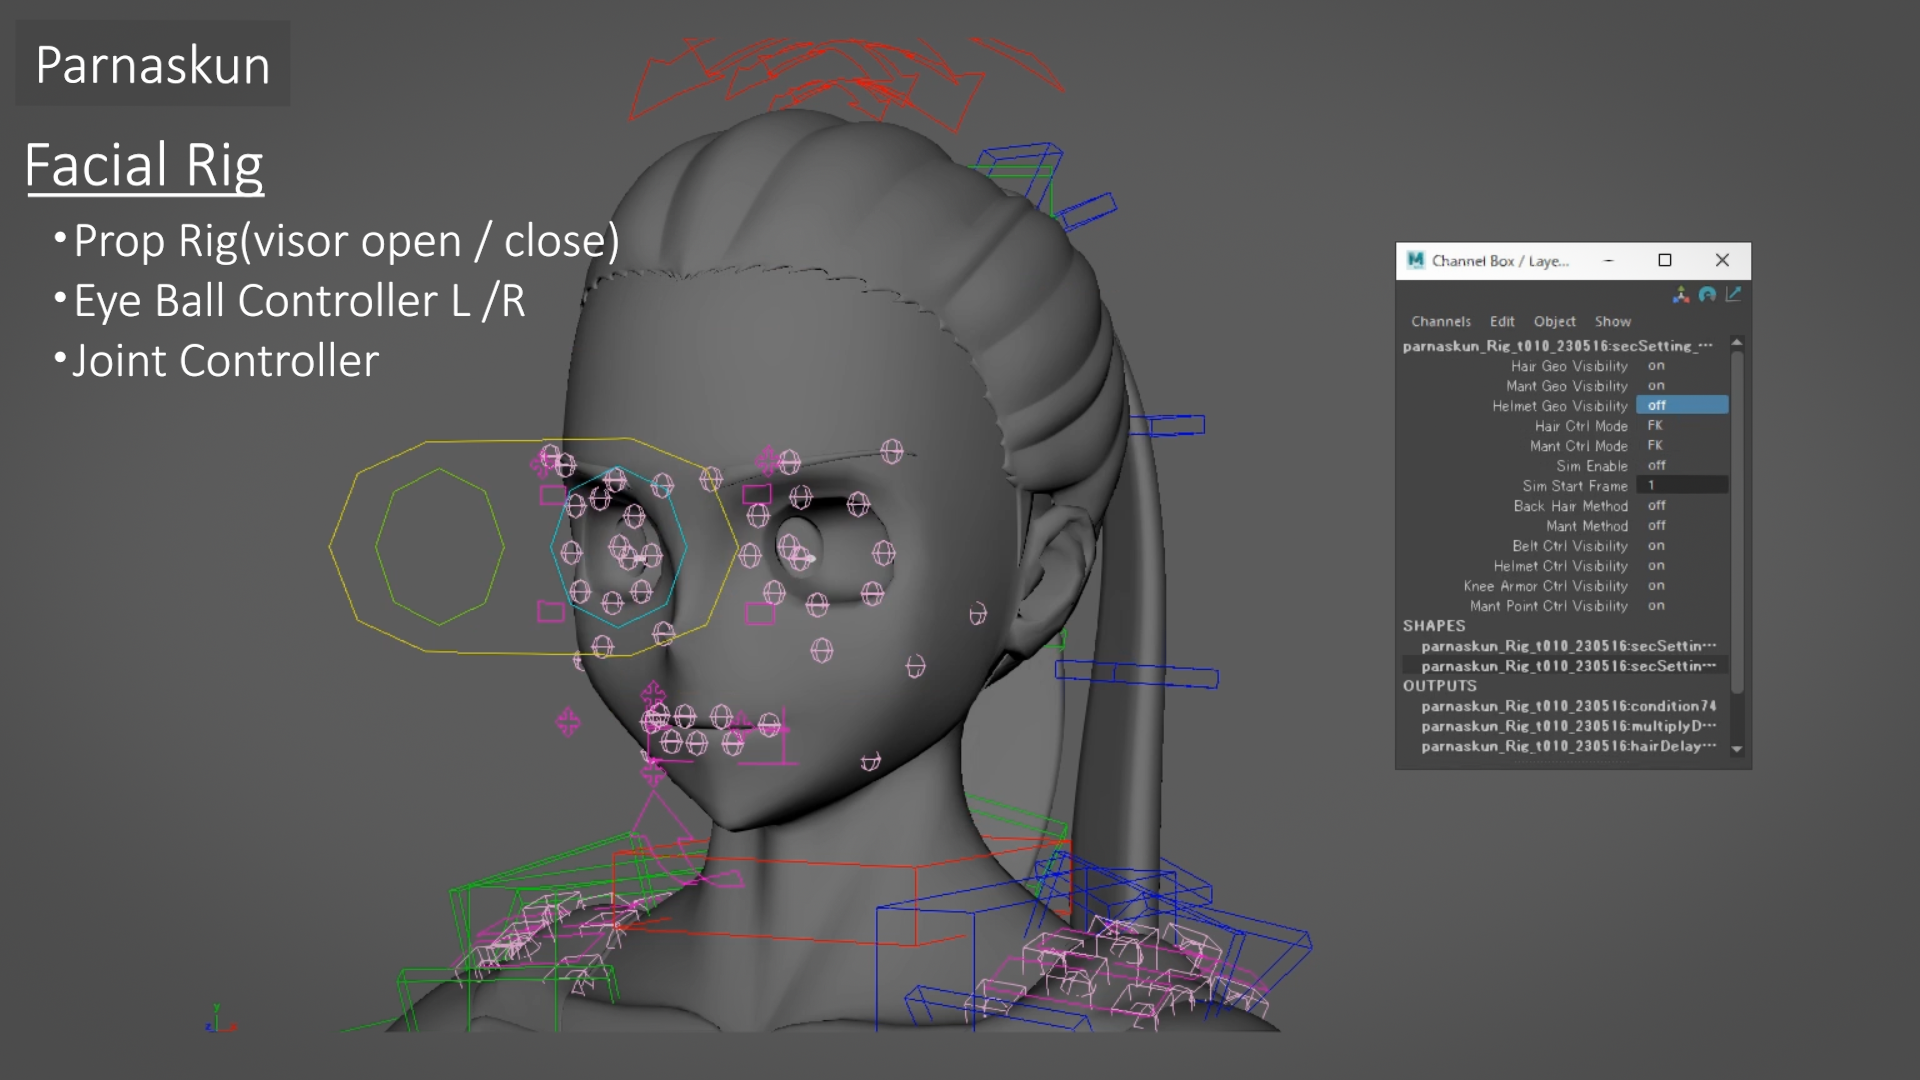 Parnaskun
Facial Rig
•Prop Rig(visor open / close)
•Eye Ball Controller L /R
•Joint Controller
Channel Box / Laye...
Channels Edit Object Show
parnaskun_Rig_t010_230516:secSetting_···
Hair Geo Visibility on
Mant Geo Visibility on
Helmet Geo Visibility off
Hair Ctrl Mode FK
Mant Ctrl Mode FK
Sim Enable off
Sim Start Frame 1
Back Hair Method off
Mant Method off
Belt Ctrl Visibility on
Helmet Ctrl Visibility on
Knee Armor Ctrl Visibility on
Mant Point Ctrl Visibility on
SHAPES
parnaskun_Rig_t010_230516:secSettin···
parnaskun_Rig_t010_230516:secSettin···
OUTPUTS
parnaskun_Rig_t010_230516:condition74
parnaskun_Rig_t010_230516:multiplyD···
parnaskun_Rig_t010_230516:hairDelay···
y
z